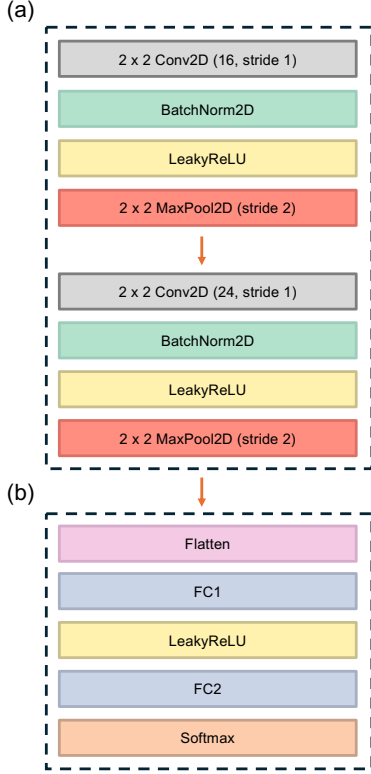 (a)
2 x 2 Conv2D (16, stride 1)
BatchNorm2D
LeakyReLU
2 x 2 MaxPool2D (stride 2)
2 x 2 Conv2D (24, stride 1)
BatchNorm2D
LeakyReLU
2 x 2 MaxPool2D (stride 2)
(b)
Flatten
FC1
LeakyReLU
FC2
Softmax